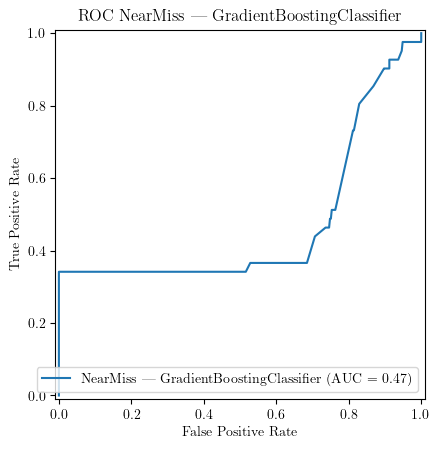 ROC NearMiss — GradientBoostingClassifier
1.0
0.8
0.6
0.4
0.2
0.0
True Positive Rate
NearMiss — GradientBoostingClassifier (AUC = 0.47)
0.0 0.2 0.4 0.6 0.8 1.0
False Positive Rate